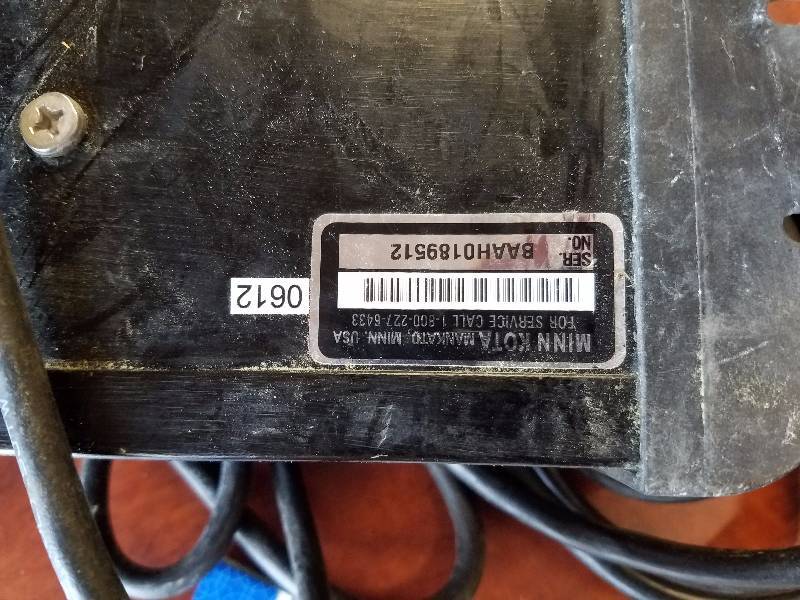 MINN KOTA MANKATO, MINN. USA
FOR SERVICE CALL 1-800-227-6433
SER. NO. BAAH0189512
0612